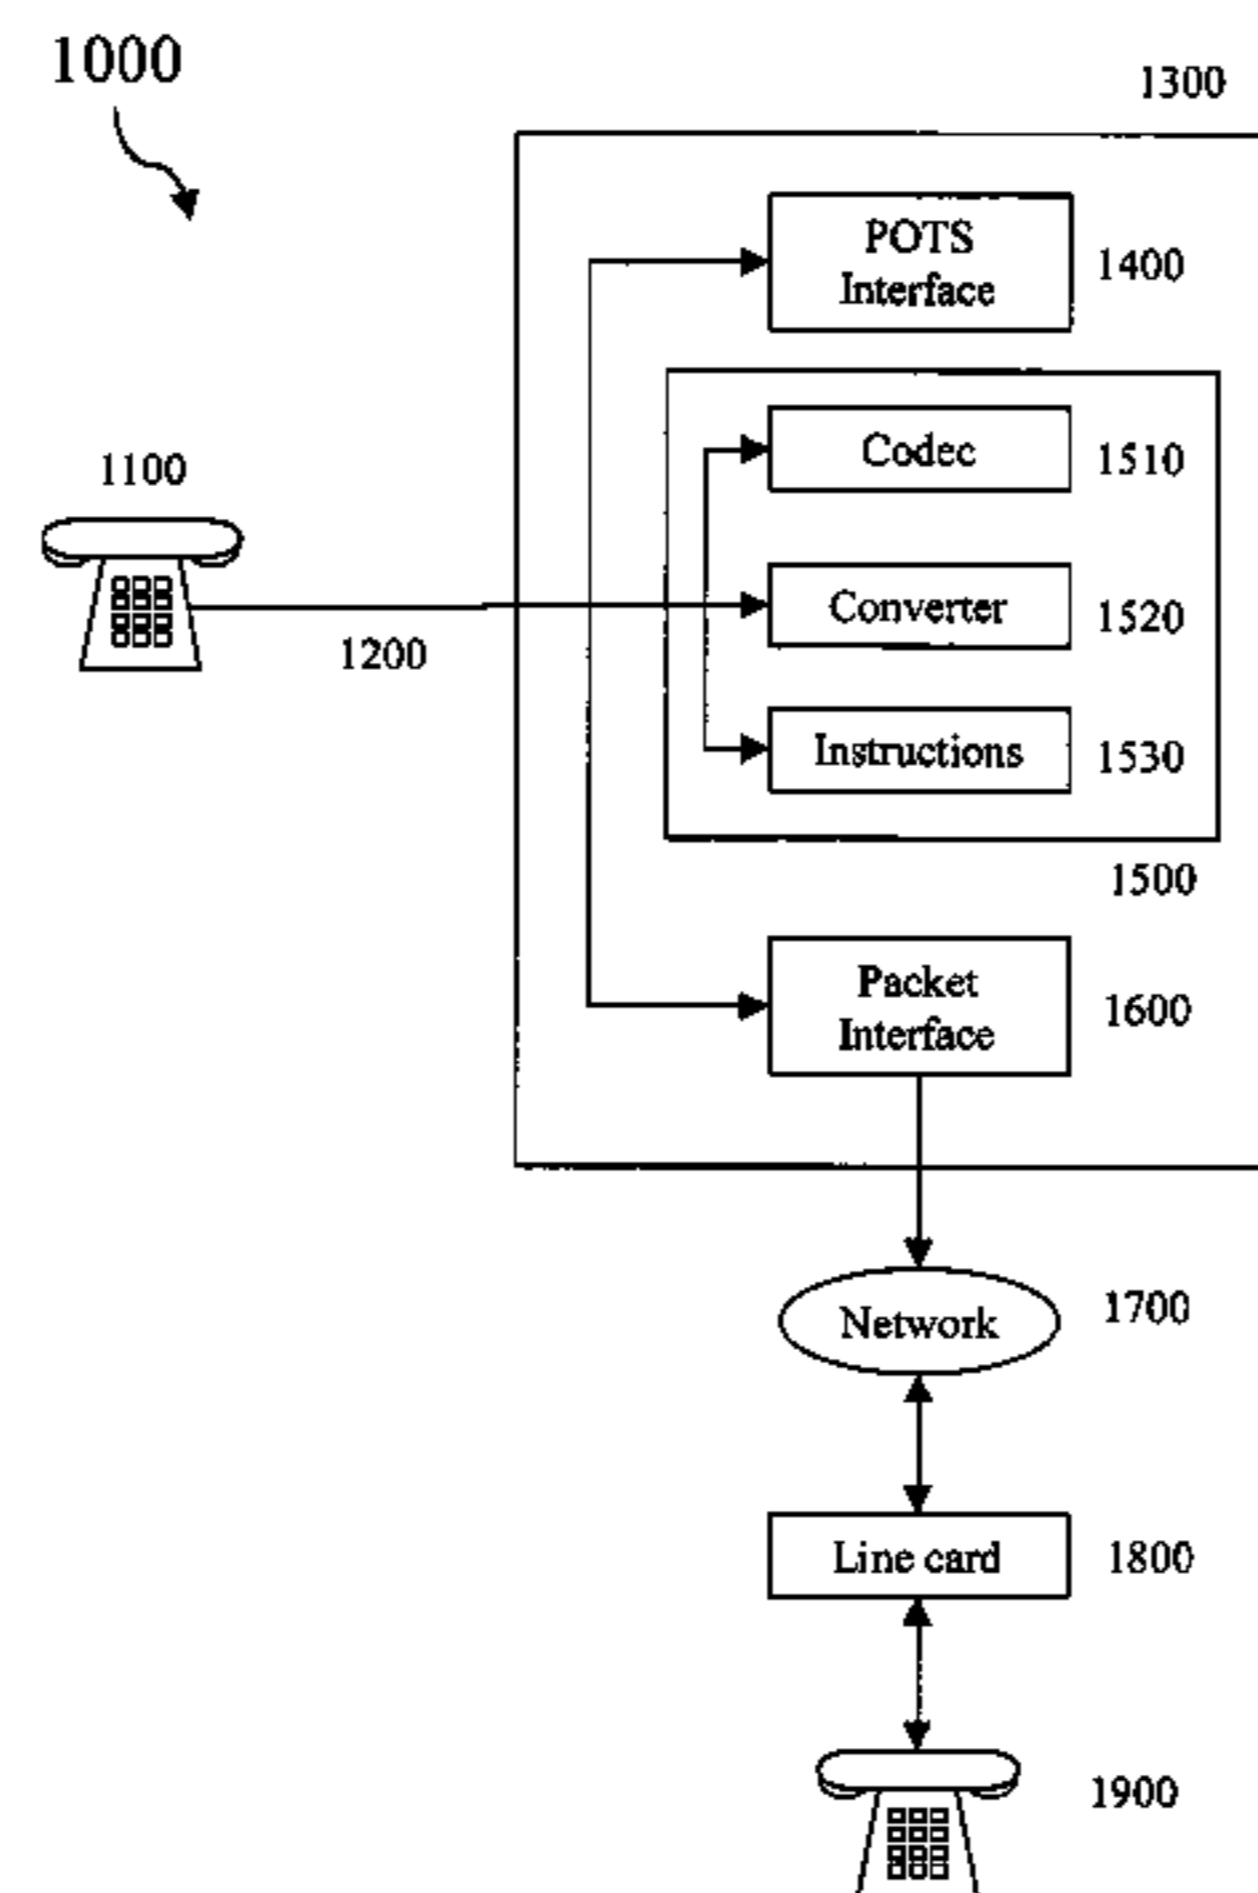 1000
1300
POTS
Interface
1400
Codec
1510
1100
Converter
1520
1200
Instructions
1530
1500
Packet
Interface
1600
Network
1700
Line card
1800
1900